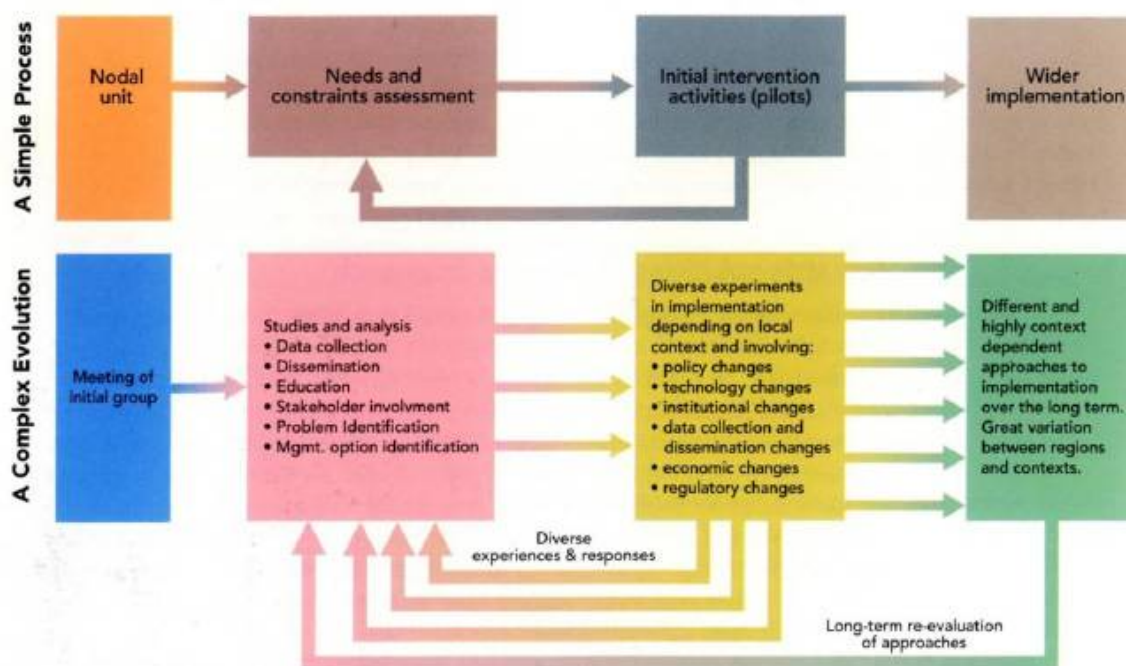 A Simple Process
Nodal
unit
Needs and
constraints assessment
Initial intervention
activities (pilots)
Wider
implementation
A Complex Evolution
Meeting of
initial group
Studies and analysis
• Data collection
• Dissemination
• Education
• Stakeholder involvment
• Problem Identification
• Mgmt. option identification
Diverse experiments
in implementation
depending on local
context and involving:
• policy changes
• technology changes
• institutional changes
• data collection and
dissemination changes
• economic changes
• regulatory changes
Different and
highly context
dependent
approaches to
implementation
over the long term.
Great variation
between regions
and contexts.
Diverse
experiences & responses
Long-term re-evaluation
of approaches